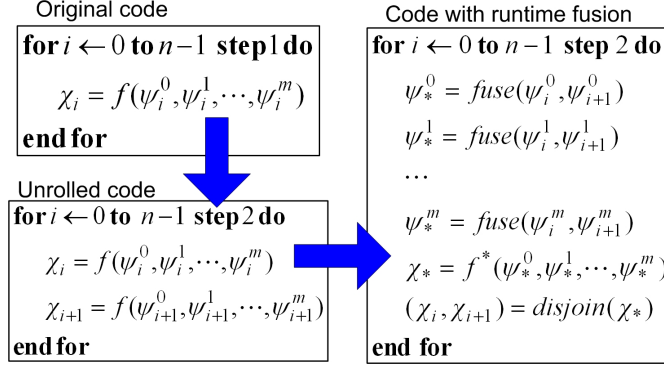 Original code
for i ← 0 to n−1 step 1 do
χ_i = f(ψ_i^0, ψ_i^1, ⋯, ψ_i^m)
end for
Unrolled code
for i ← 0 to n−1 step 2 do
χ_i = f(ψ_i^0, ψ_i^1, ⋯, ψ_i^m)
χ_{i+1} = f(ψ_{i+1}^0, ψ_{i+1}^1, ⋯, ψ_{i+1}^m)
end for
Code with runtime fusion
for i ← 0 to n−1 step 2 do
ψ_*^0 = fuse(ψ_i^0, ψ_{i+1}^0)
ψ_*^1 = fuse(ψ_i^1, ψ_{i+1}^1)
⋯
ψ_*^m = fuse(ψ_i^m, ψ_{i+1}^m)
χ_* = f^*(ψ_*^0, ψ_*^1, ⋯, ψ_*^m)
(χ_i, χ_{i+1}) = disjoin(χ_*)
end for